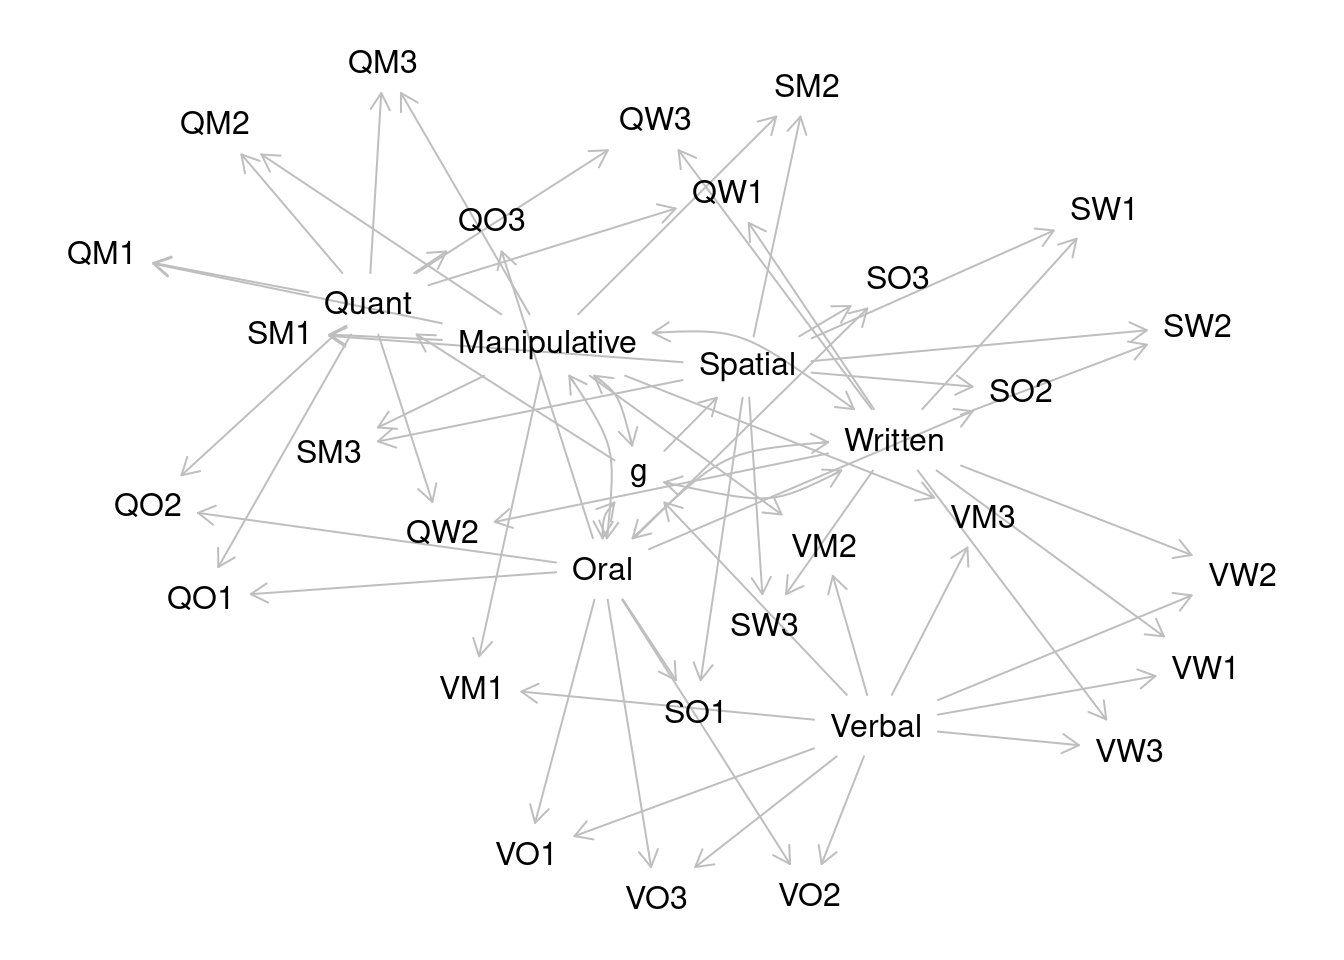 QM3
SM2
QM2
QW3
QW1
SW1
QO3
QM1
SO3
Quant
SW2
SM1
Manipulative
Spatial
SO2
Written
SM3
g
QO2
VM3
QW2
VM2
Oral
VW2
QO1
SW3
VW1
VM1
SO1
Verbal
VW3
VO1
VO2
VO3